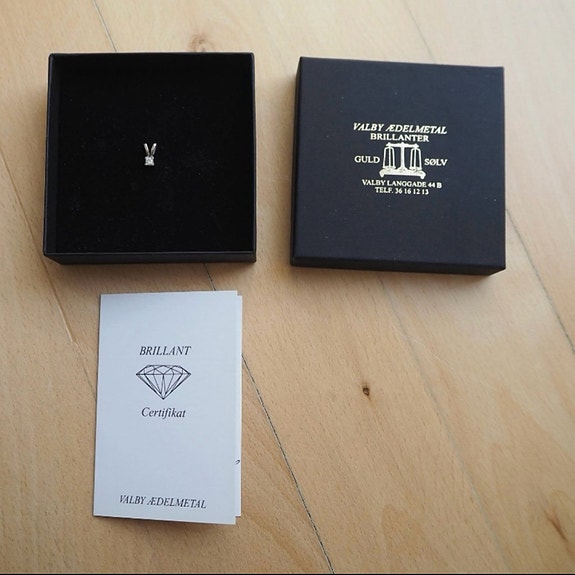 VALBY ÆDELMETAL
BRILLANTER
GULD SØLV
VALBY LANGGADE 44 B
TELF. 36 16 12 13
BRILLANT
Certifikat
VALBY ÆDELMETAL